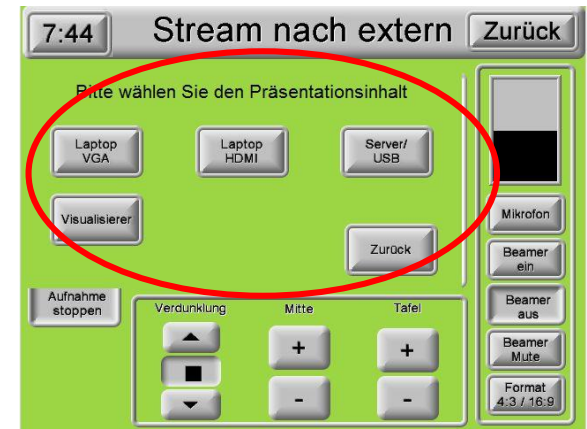 7:44
Stream nach extern
Zurück
Bitte wählen Sie den Präsentationsinhalt
Laptop
VGA
Laptop
HDMI
Server/
USB
Visualisierer
Zurück
Aufnahme
stoppen
Verdunklung
Mitte
Tafel
+
+
-
-
Mikrofon
Beamer
ein
Beamer
aus
Beamer
Mute
Format
4:3 / 16:9